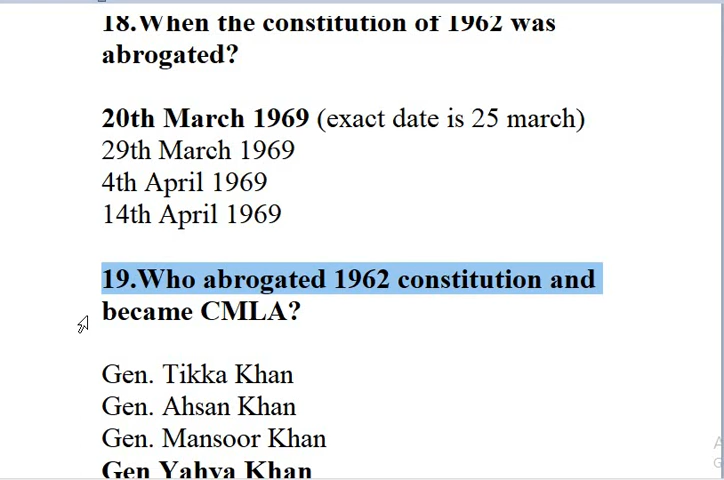 18.When the constitution of 1962 was
abrogated?
20th March 1969 (exact date is 25 march)
29th March 1969
4th April 1969
14th April 1969
19.Who abrogated 1962 constitution and
became CMLA?
Gen. Tikka Khan
Gen. Ahsan Khan
Gen. Mansoor Khan
Gen Yahya Khan
A
G